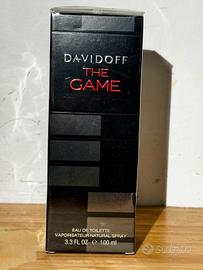 DAVIDOFF
THE
GAME
EAU DE TOILETTE
VAPORISATEUR NATURAL SPRAY
3.3 FL OZ ℮ 100 ml